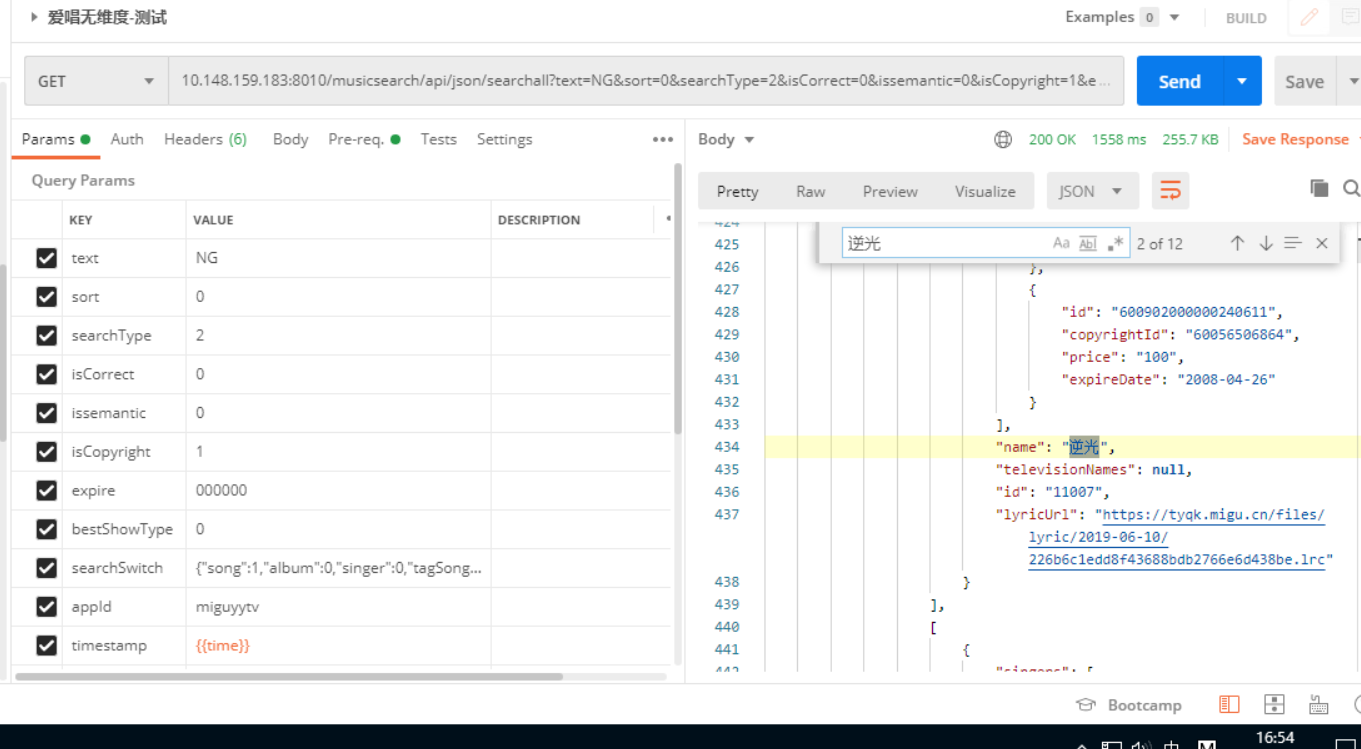 爱唱无维度-测试
Examples 0
BUILD
GET
10.148.159.183:8010/musicsearch/api/json/searchall?text=NG&sort=0&searchType=2&isCorrect=0&issemantic=0&isCopyright=1&e...
Send
Save
Params Auth Headers (6) Body Pre-req. Tests Settings
Query Params
KEY VALUE DESCRIPTION
text NG
sort 0
searchType 2
isCorrect 0
issemantic 0
isCopyright 1
expire 000000
bestShowType 0
searchSwitch {"song":1,"album":0,"singer":0,"tagSong...
appId miguyytv
timestamp {{time}}
Body
200 OK 1558 ms 255.7 KB Save Response
Pretty Raw Preview Visualize JSON
逆光 Aa Abl .* 2 of 12
424
425
426 },
427 {
428 "id": "600902000000240611",
429 "copyrightId": "60056506864",
430 "price": "100",
431 "expireDate": "2008-04-26"
432 }
433 ],
434 "name": "逆光",
435 "televisionNames": null,
436 "id": "11007",
437 "lyricUrl": "https://tyqk.migu.cn/files/
lyric/2019-06-10/
226b6c1edd8f43688bdb2766e6d438be.lrc"
438 }
439 ],
440 [
441 {
442 "singers": [
Bootcamp
中 M
16:54